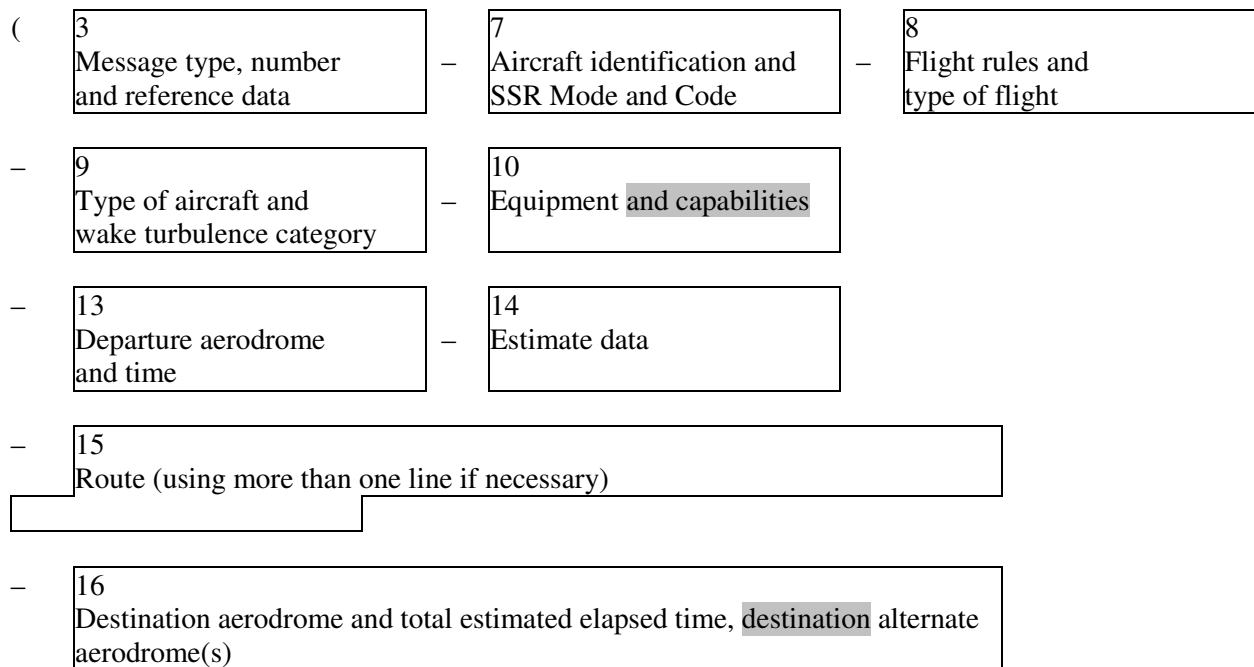 ( 3 7 8
Message type, number – Aircraft identification and – Flight rules and
and reference data SSR Mode and Code type of flight
– 9 10
Type of aircraft and – Equipment and capabilities
wake turbulence category
– 13 14
Departure aerodrome – Estimate data
and time
– 15
Route (using more than one line if necessary)
– 16
Destination aerodrome and total estimated elapsed time, destination alternate
aerodrome(s)